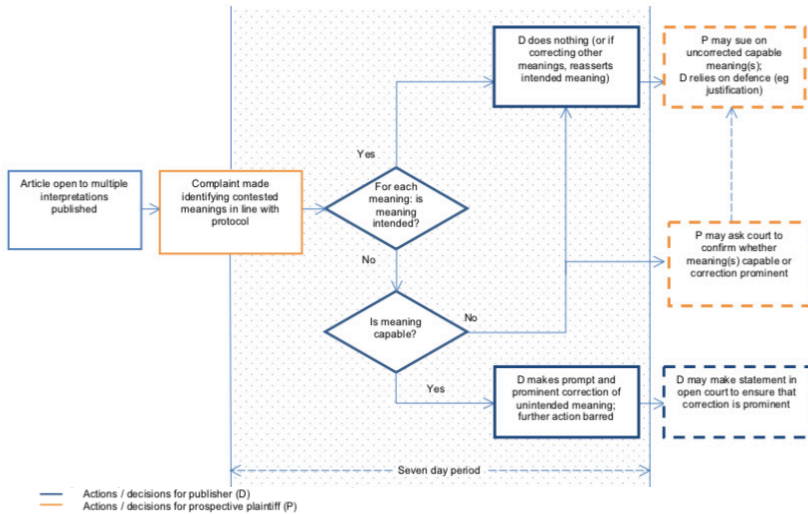 D does nothing (or if
correcting other
meanings, reasserts
intended meaning)
P may sue on
uncorrected capable
meaning(s);
D relies on defence (eg
justification)
Yes
Article open to multiple
interpretations
published
Complaint made
identifying contested
meanings in line with
protocol
For each
meaning: is
meaning
intended?
P may ask court to
confirm whether
meaning(s) capable or
correction prominent
No
Is meaning
capable?
No
Yes
D makes prompt and
prominent correction of
unintended meaning;
further action barred
D may make statement in
open court to ensure that
correction is prominent
Seven day period
Actions / decisions for publisher (D)
Actions / decisions for prospective plaintiff (P)